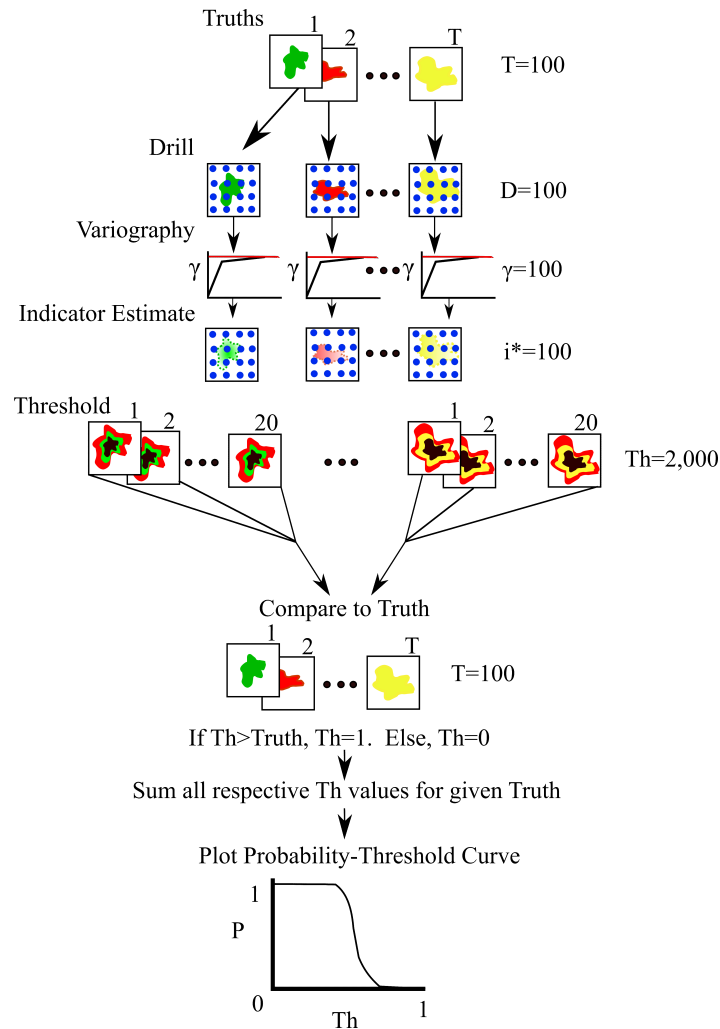 Truths
1
2
T
T=100
Drill
D=100
Variography
γ
γ
γ
γ=100
Indicator Estimate
i*=100
Threshold
1
2
20
1
2
20
Th=2,000
Compare to Truth
1
2
T
T=100
If Th>Truth, Th=1. Else, Th=0
Sum all respective Th values for given Truth
Plot Probability-Threshold Curve
1
P
0
Th
1